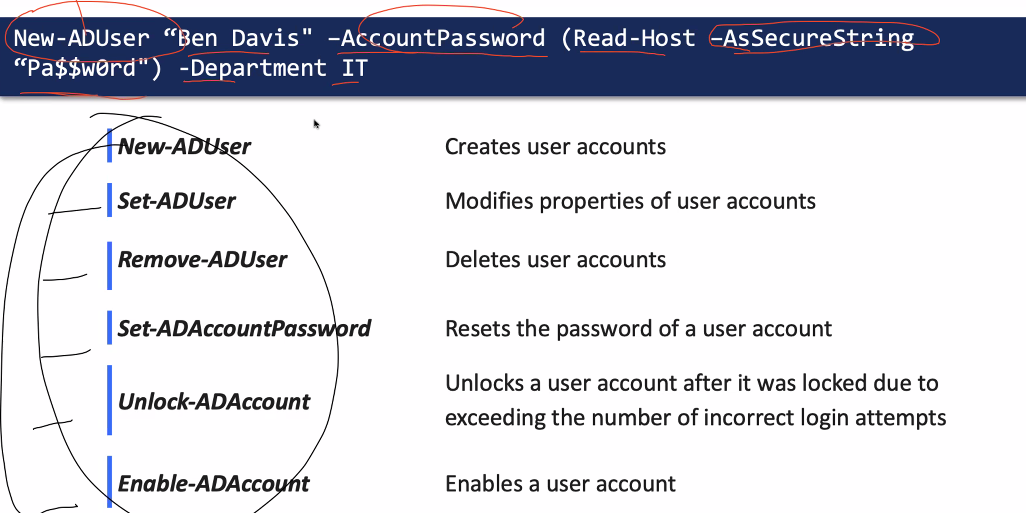 New-ADUser “Ben Davis" –AccountPassword (Read-Host –AsSecureString
“Pa$$w0rd") -Department IT
New-ADUser Creates user accounts
Set-ADUser Modifies properties of user accounts
Remove-ADUser Deletes user accounts
Set-ADAccountPassword Resets the password of a user account
Unlock-ADAccount Unlocks a user account after it was locked due to
exceeding the number of incorrect login attempts
Enable-ADAccount Enables a user account